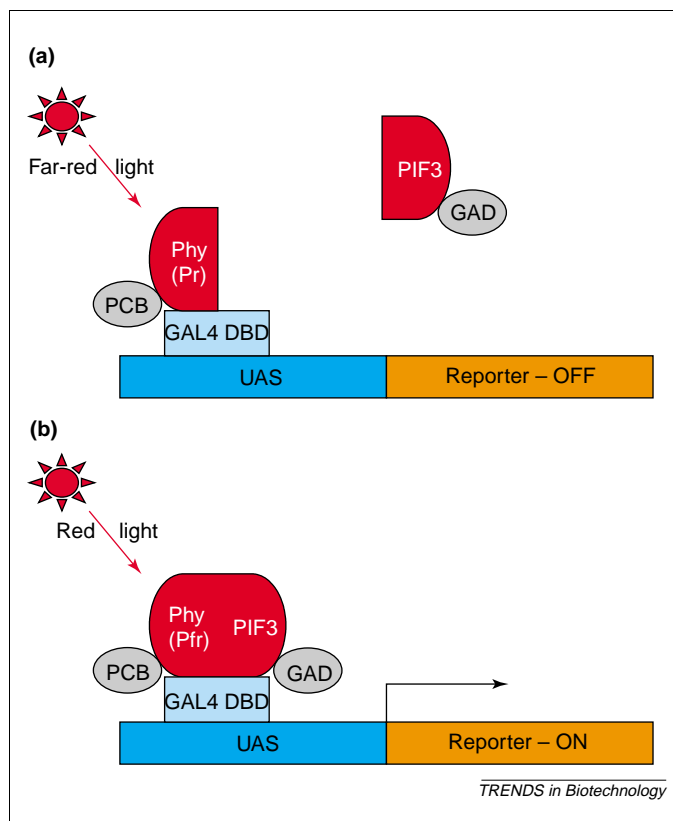 (a)
Far-red light
PIF3
GAD
Phy
(Pr)
PCB
GAL4 DBD
UAS
Reporter – OFF
(b)
Red light
Phy
(Pfr)
PIF3
PCB
GAD
GAL4 DBD
UAS
Reporter – ON
TRENDS in Biotechnology